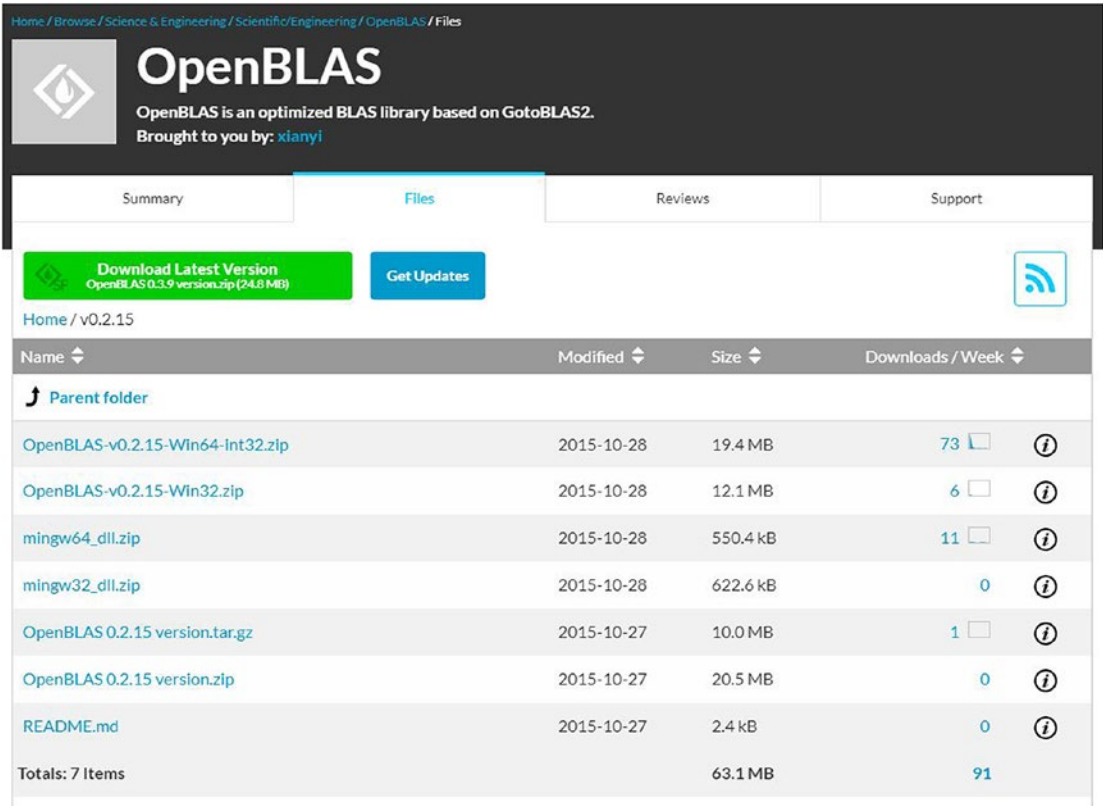 Home / Browse / Science & Engineering / Scientific/Engineering / OpenBLAS / Files
OpenBLAS
OpenBLAS is an optimized BLAS library based on GotoBLAS2.
Brought to you by: xianyi
Summary Files Reviews Support
Download Latest Version
OpenBLAS 0.3.9 version.zip (24.8 MB)
Get Updates
Home / v0.2.15
Name Modified Size Downloads / Week
Parent folder
OpenBLAS-v0.2.15-Win64-int32.zip 2015-10-28 19.4 MB 73
OpenBLAS-v0.2.15-Win32.zip 2015-10-28 12.1 MB 6
mingw64_dll.zip 2015-10-28 550.4 kB 11
mingw32_dll.zip 2015-10-28 622.6 kB 0
OpenBLAS 0.2.15 version.tar.gz 2015-10-27 10.0 MB 1
OpenBLAS 0.2.15 version.zip 2015-10-27 20.5 MB 0
README.md 2015-10-27 2.4 kB 0
Totals: 7 Items 63.1 MB 91